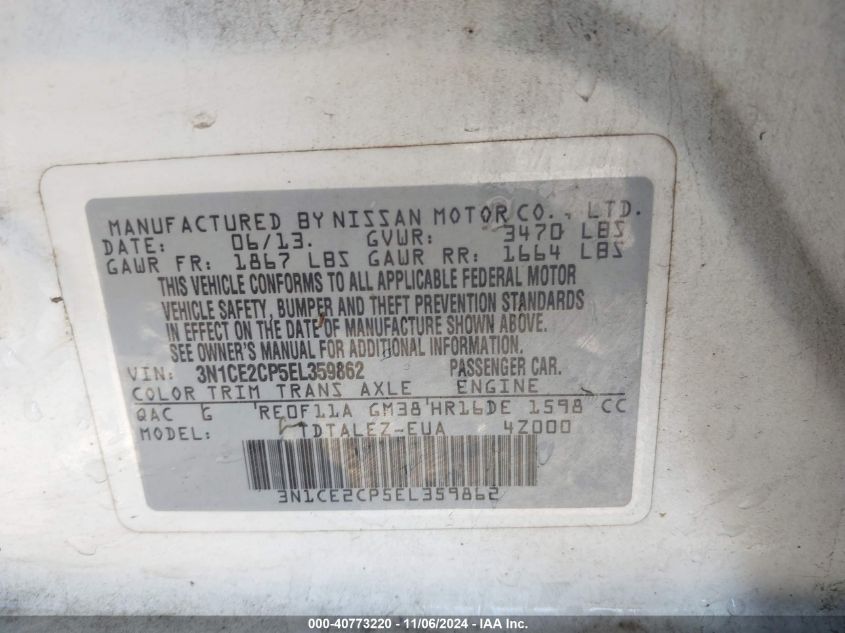 MANUFACTURED BY NISSAN MOTOR CO., LTD.
DATE: 06/13. GVWR: 3470 LBS
GAWR FR: 1867 LBS GAWR RR: 1664 LBS
THIS VEHICLE CONFORMS TO ALL APPLICABLE FEDERAL MOTOR
VEHICLE SAFETY, BUMPER AND THEFT PREVENTION STANDARDS
IN EFFECT ON THE DATE OF MANUFACTURE SHOWN ABOVE.
SEE OWNER'S MANUAL FOR ADDITIONAL INFORMATION.
VIN: 3N1CE2CP5EL359862 PASSENGER CAR.
COLOR TRIM TRANS AXLE ENGINE
QAC G RE0F11A GM38 HR16DE 1598 CC
MODEL: TDTALEZ-EUA 4Z000
3N1CE2CP5EL359862
000-40773220 - 11/06/2024 - IAA Inc.